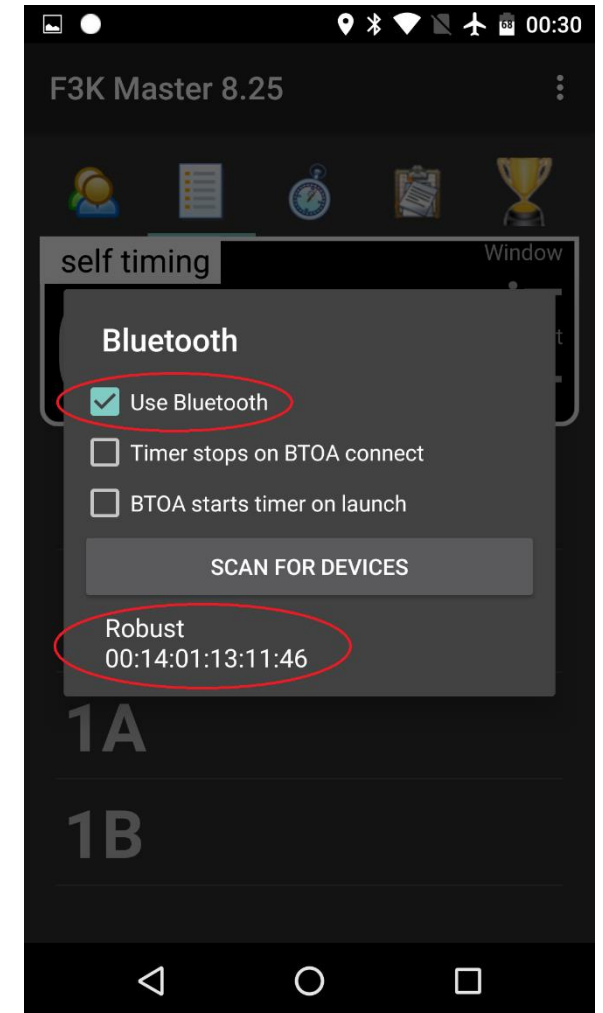 68 00:30
F3K Master 8.25
self timing
Window
t
Bluetooth
Use Bluetooth
Timer stops on BTOA connect
BTOA starts timer on launch
SCAN FOR DEVICES
Robust
00:14:01:13:11:46
1A
1B